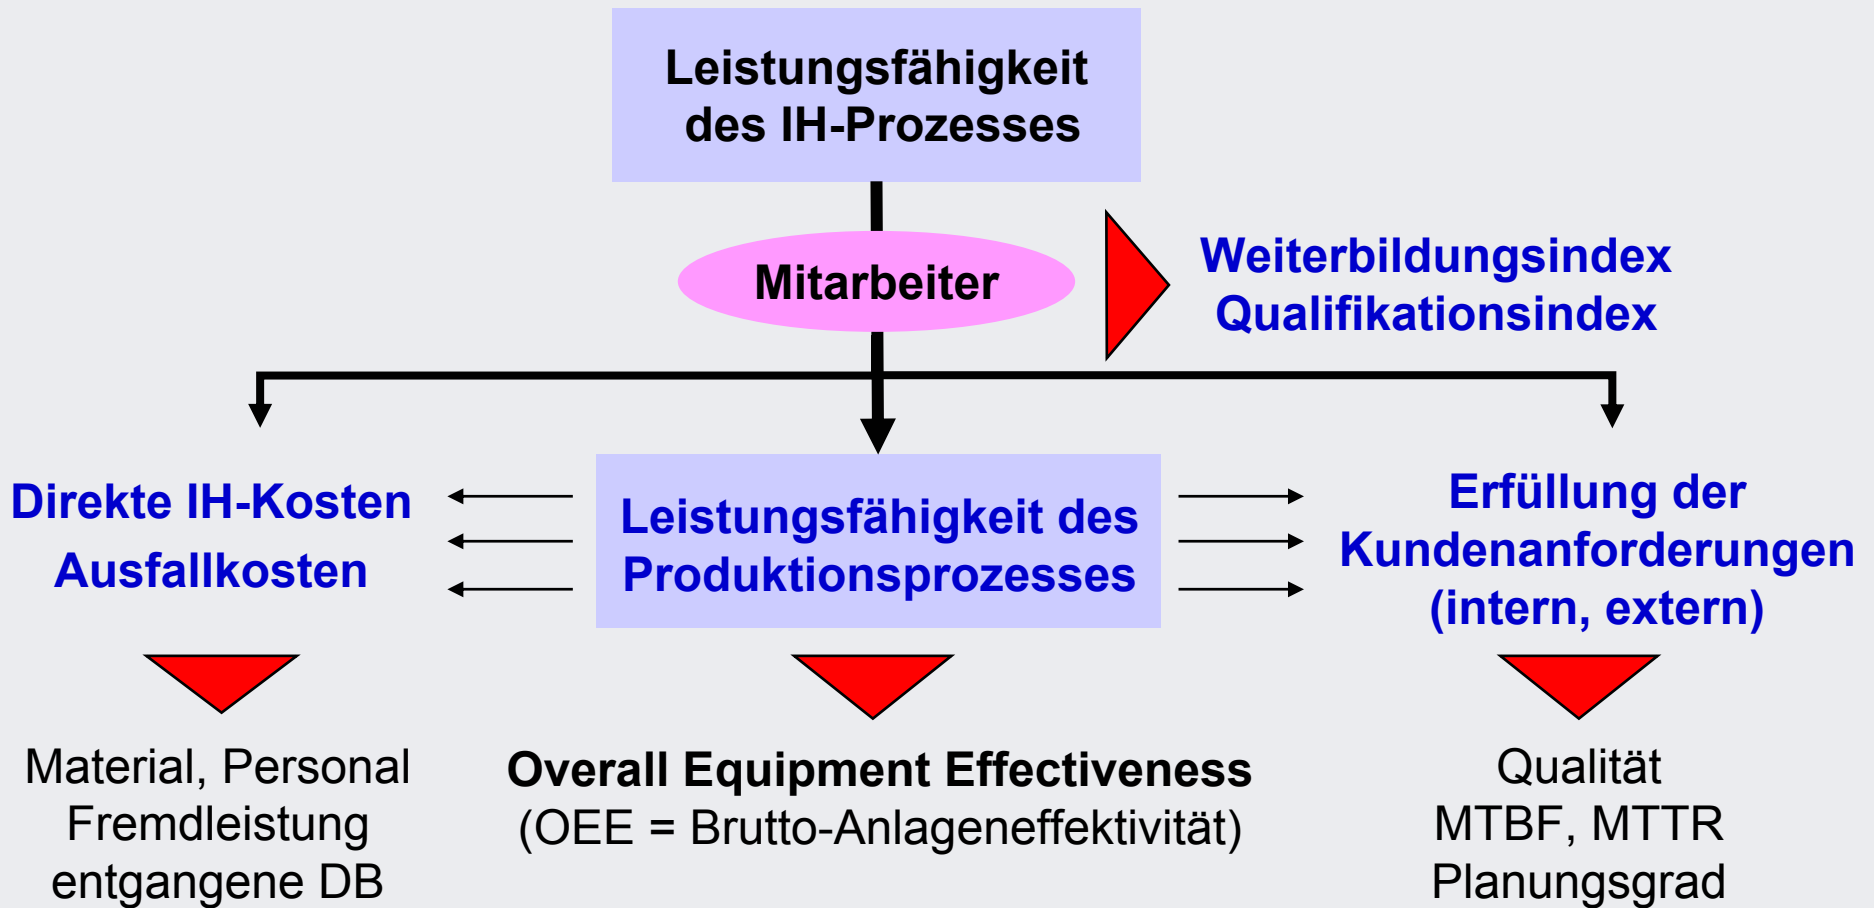 Leistungsfähigkeit
des IH-Prozesses
Mitarbeiter
Weiterbildungsindex
Qualifikationsindex
Direkte IH-Kosten
Ausfallkosten
Leistungsfähigkeit des
Produktionsprozesses
Erfüllung der
Kundenanforderungen
(intern, extern)
Material, Personal
Fremdleistung
entgangene DB
Overall Equipment Effectiveness
(OEE = Brutto-Anlageneffektivität)
Qualität
MTBF, MTTR
Planungsgrad